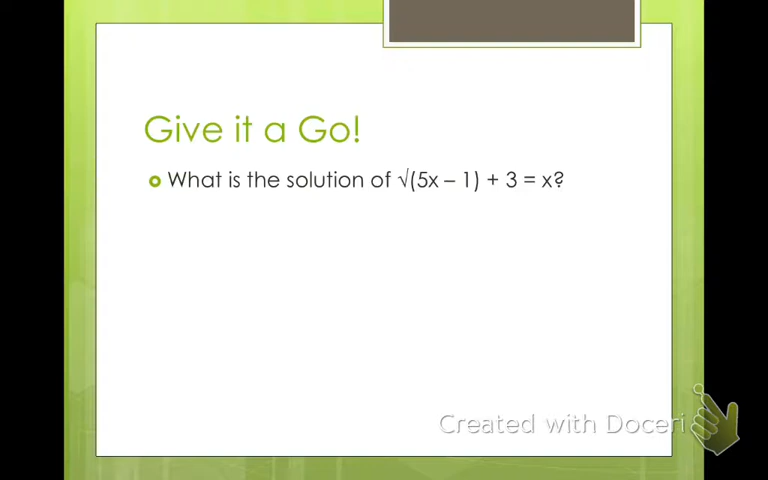 Give it a Go!
What is the solution of √(5x – 1) + 3 = x?
Created with Doceri